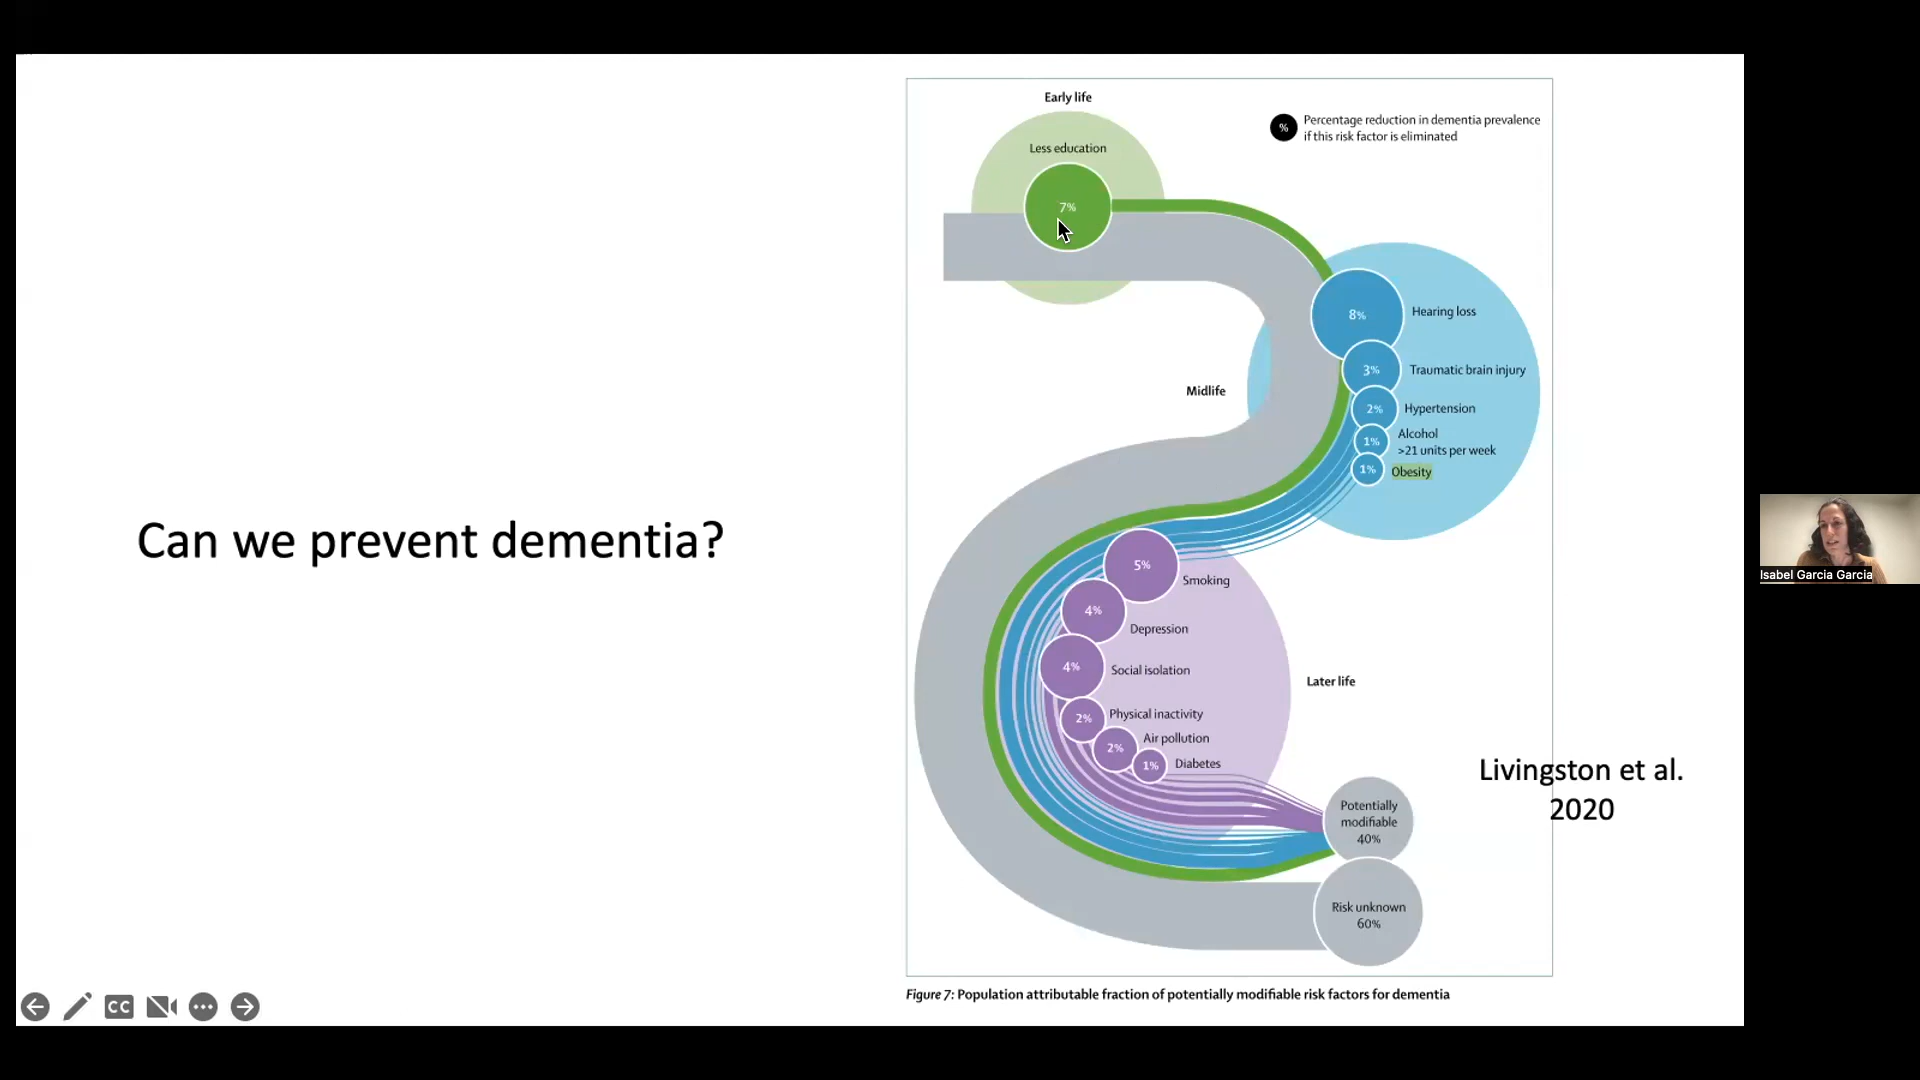 Can we prevent dementia?
Early life
Less education
7%
%
Percentage reduction in dementia prevalence
if this risk factor is eliminated
Midlife
8%
Hearing loss
3%
Traumatic brain injury
2%
Hypertension
1%
Alcohol
>21 units per week
1%
Obesity
5%
Smoking
4%
Depression
4%
Social isolation
2%
Physical inactivity
2%
Air pollution
1%
Diabetes
Later life
Potentially
modifiable
40%
Risk unknown
60%
Livingston et al.
2020
Figure 7: Population attributable fraction of potentially modifiable risk factors for dementia
CC
Isabel Garcia Garcia